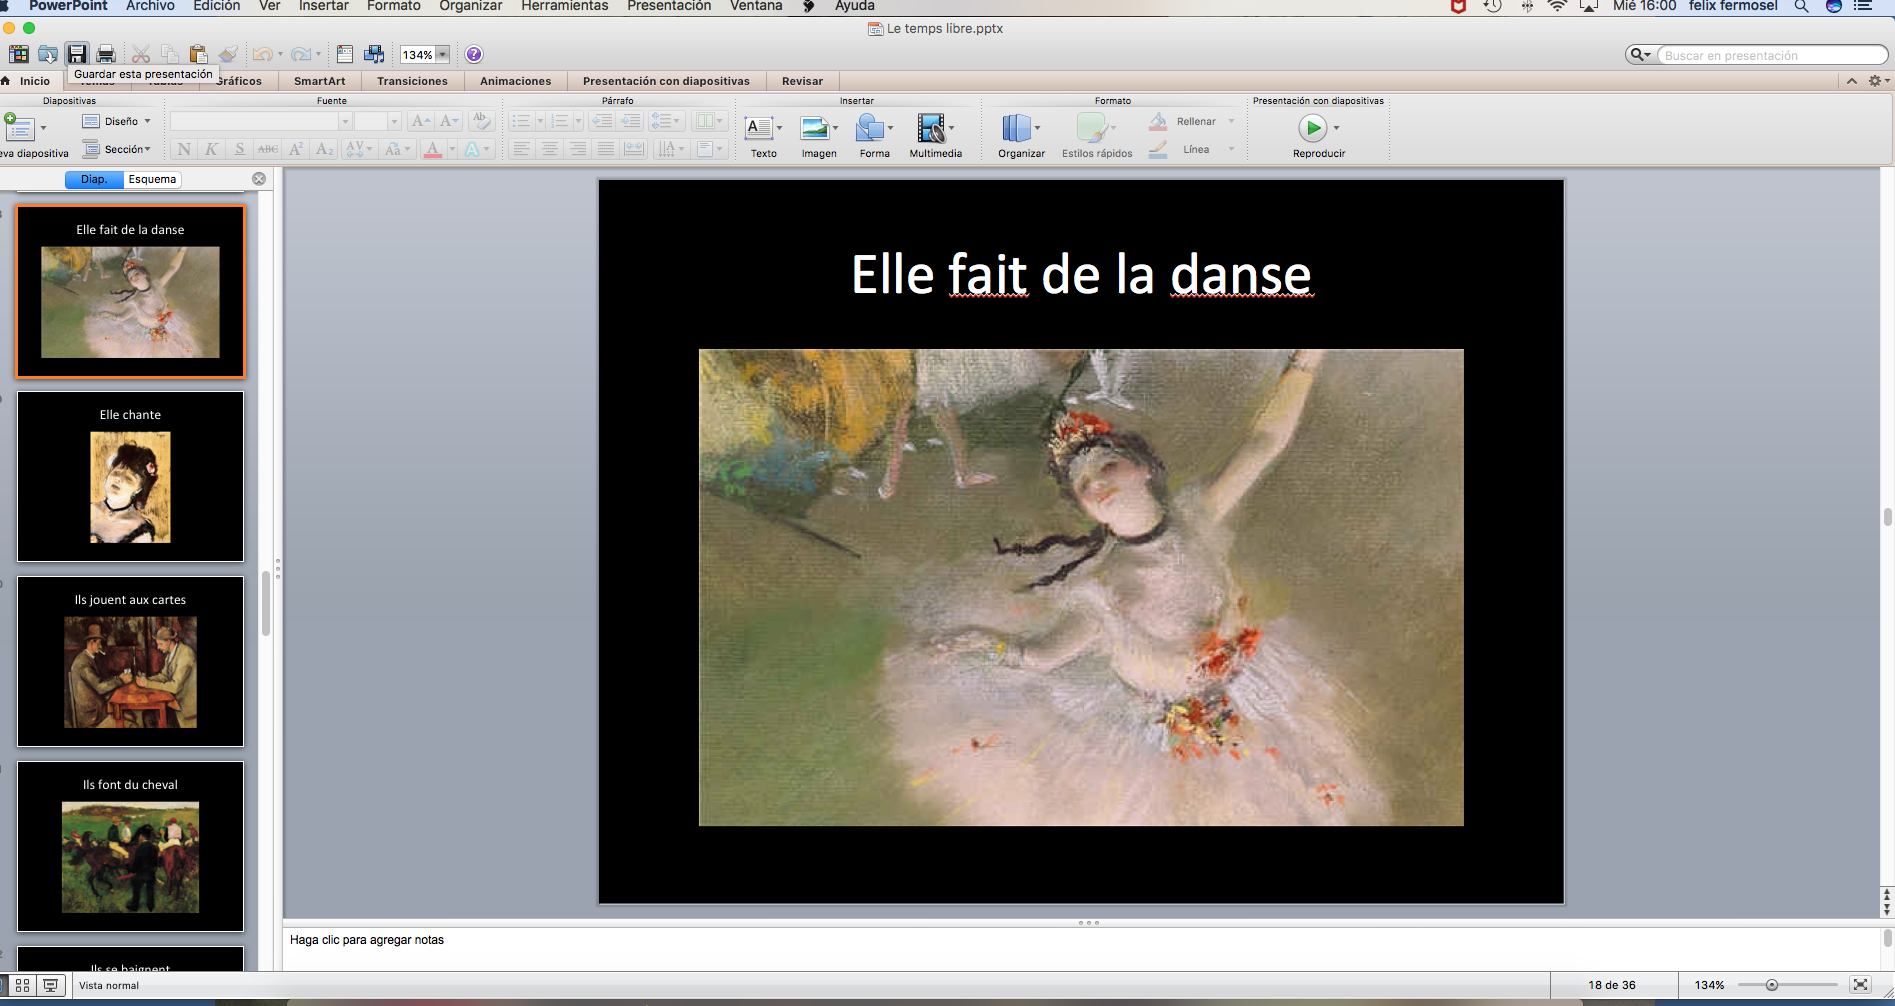 PowerPoint Archivo Edición Ver Insertar Formato Organizar Herramientas Presentación Ventana Ayuda Mié 16:00 felix fermosel
Le temps libre.pptx
134% Buscar en presentación
Guardar esta presentación
Inicio Gráficos SmartArt Transiciones Animaciones Presentación con diapositivas Revisar
Diapositivas Fuente Párrafo Insertar Formato Presentación con diapositivas
Diseño
Rellenar
Sección
Línea
va diapositiva Texto Imagen Forma Multimedia Organizar Estilos rápidos Reproducir
Diap. Esquema
Elle fait de la danse
Elle chante
Ils jouent aux cartes
Ils font du cheval
Ils se baignent
Elle fait de la danse
Haga clic para agregar notas
Vista normal 18 de 36 134%